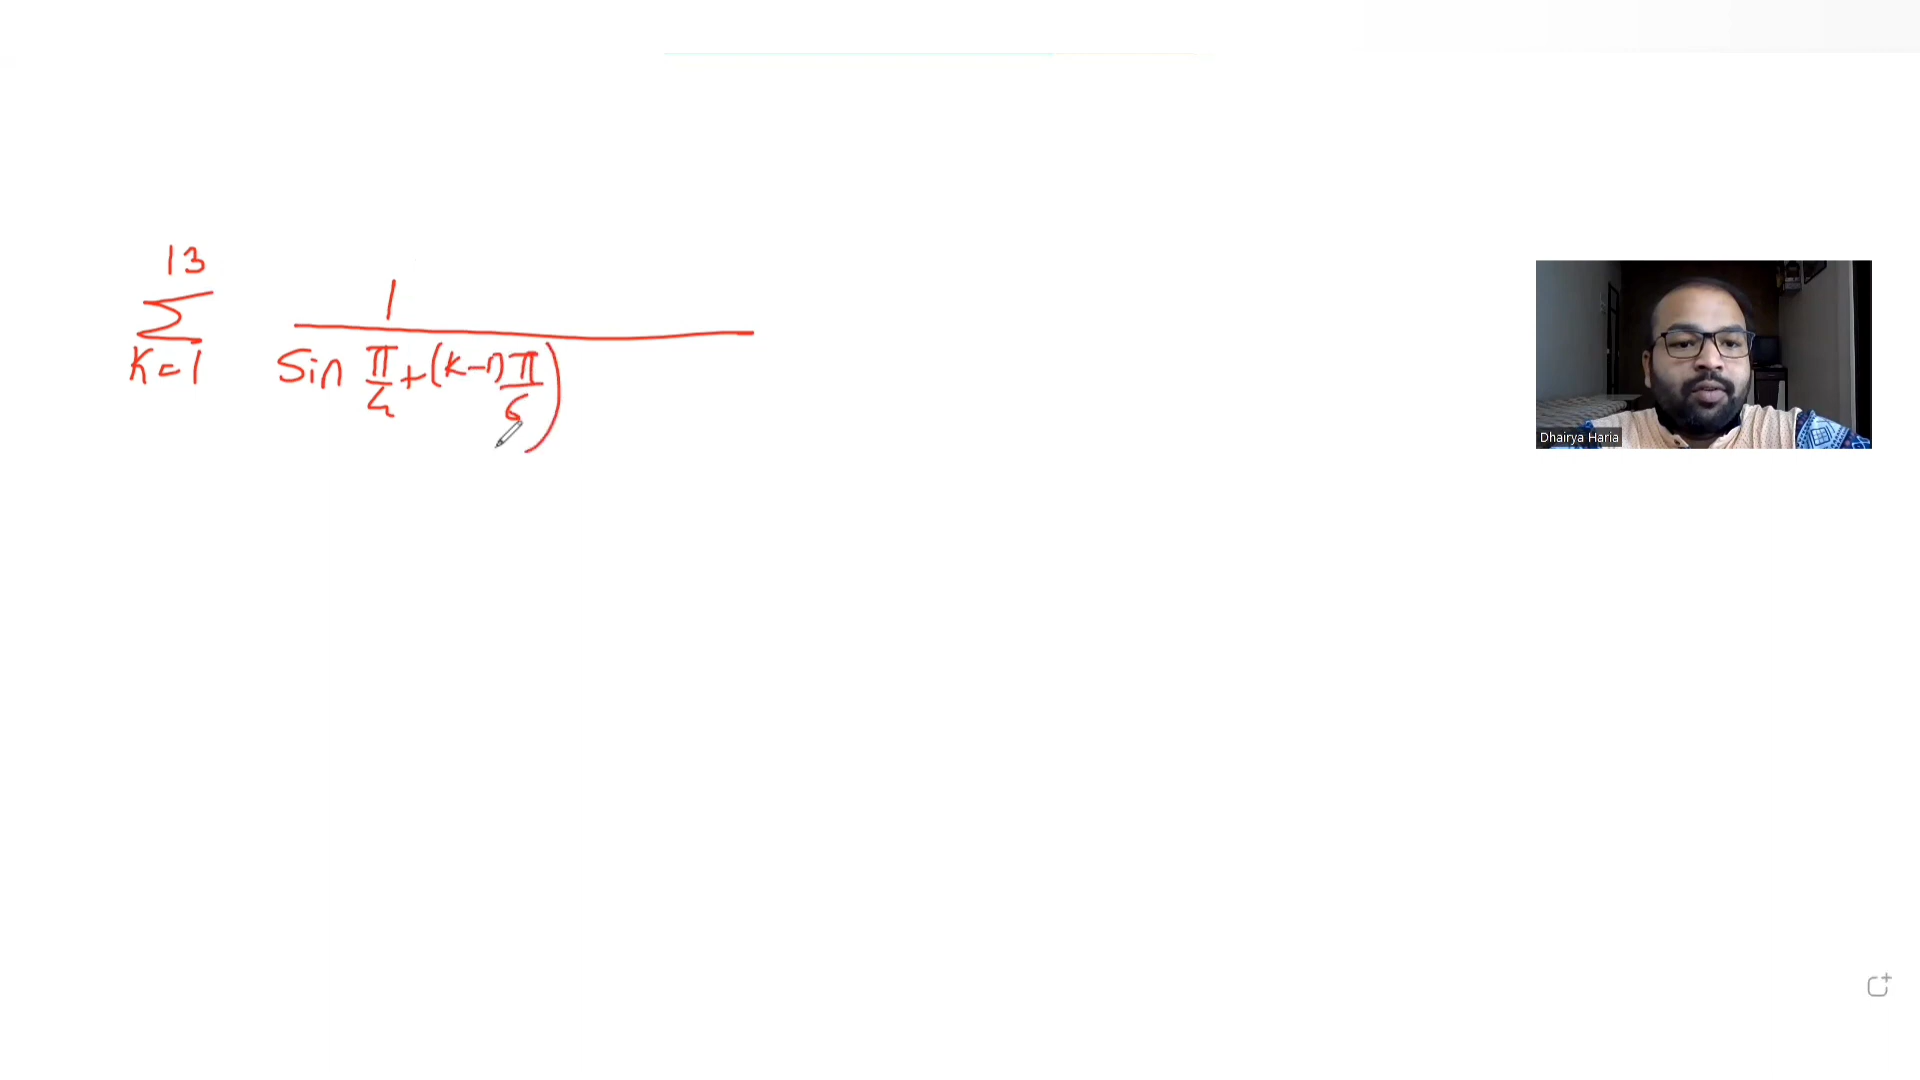 13
∑ 1
K=1 Sin π/4 + (K-1) π/6)
Dhairya Haria